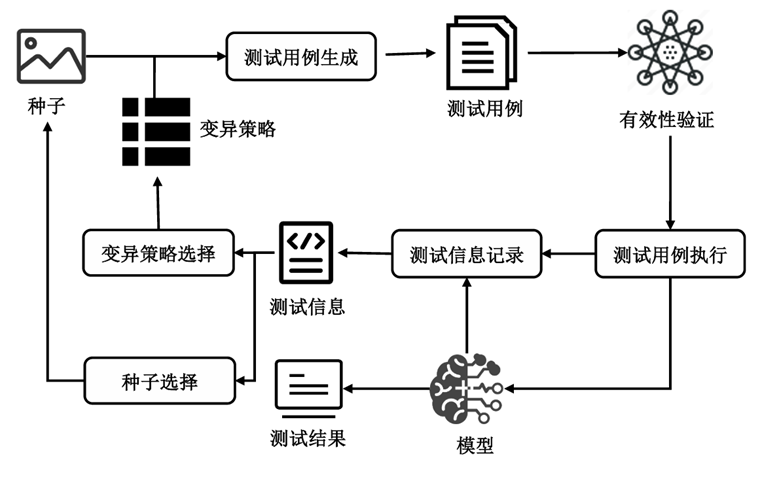 种子
测试用例生成
测试用例
有效性验证
变异策略
变异策略选择
测试信息
测试信息记录
测试用例执行
种子选择
测试结果
模型